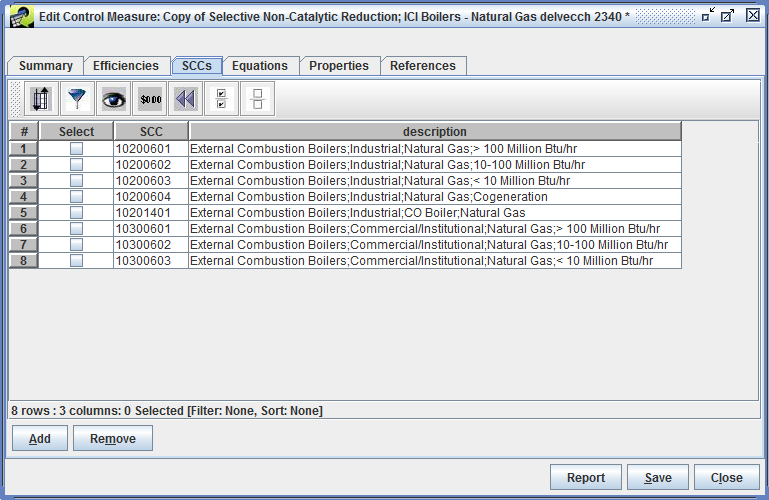 Edit Control Measure: Copy of Selective Non-Catalytic Reduction; ICI Boilers - Natural Gas delvecch 2340 *
Summary Efficiencies SCCs Equations Properties References
$0.00
# Select SCC description
1 10200601 External Combustion Boilers;Industrial;Natural Gas;> 100 Million Btu/hr
2 10200602 External Combustion Boilers;Industrial;Natural Gas;10-100 Million Btu/hr
3 10200603 External Combustion Boilers;Industrial;Natural Gas;< 10 Million Btu/hr
4 10200604 External Combustion Boilers;Industrial;Natural Gas;Cogeneration
5 10201401 External Combustion Boilers;Industrial;CO Boiler;Natural Gas
6 10300601 External Combustion Boilers;Commercial/Institutional;Natural Gas;> 100 Million Btu/hr
7 10300602 External Combustion Boilers;Commercial/Institutional;Natural Gas;10-100 Million Btu/hr
8 10300603 External Combustion Boilers;Commercial/Institutional;Natural Gas;< 10 Million Btu/hr
8 rows : 3 columns: 0 Selected [Filter: None, Sort: None]
Add Remove
Report Save Close